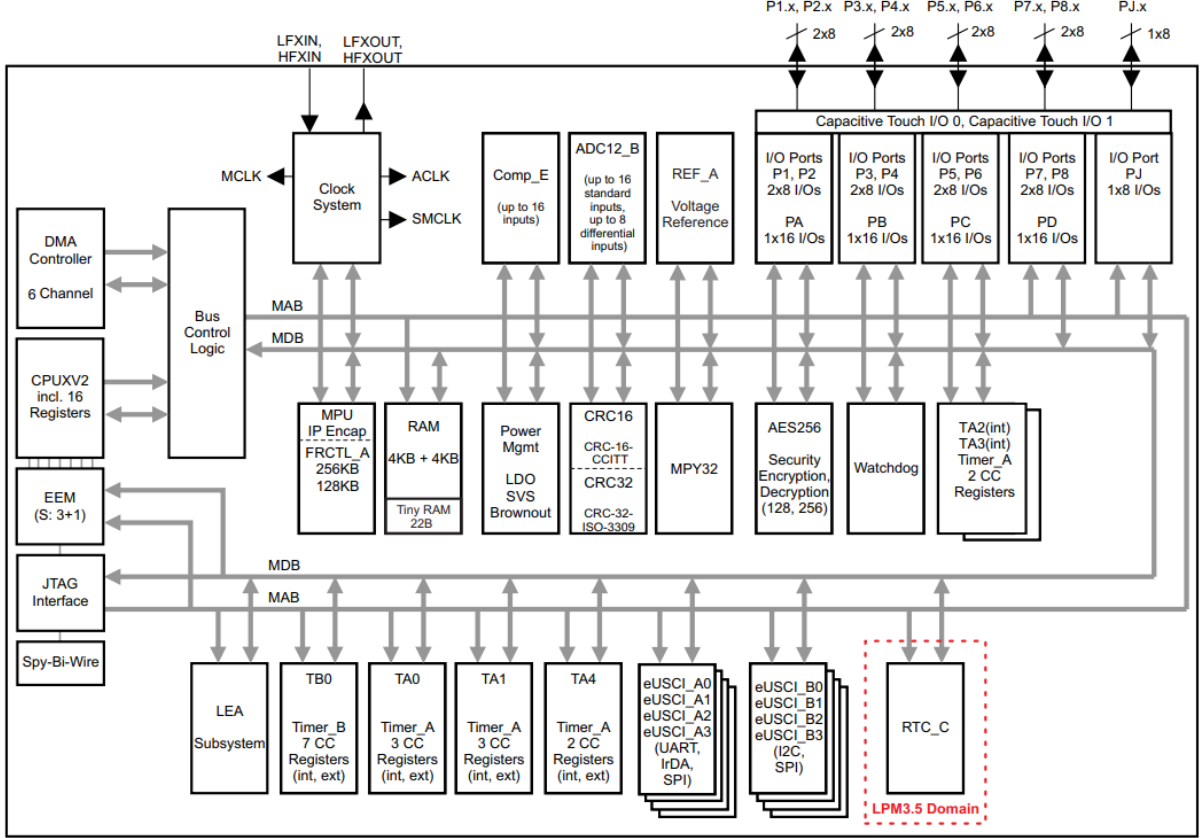 P1.x, P2.x
P3.x, P4.x
P5.x, P6.x
P7.x, P8.x
PJ.x
2x8
2x8
2x8
2x8
1x8
LFXIN,
HFXIN
LFXOUT,
HFXOUT
Capacitive Touch I/O 0, Capacitive Touch I/O 1
MCLK
Clock
System
ACLK
SMCLK
Comp_E
(up to 16
inputs)
ADC12_B
(up to 16
standard
inputs,
up to 8
differential
inputs)
REF_A
Voltage
Reference
I/O Ports
P1, P2
2x8 I/Os
PA
1x16 I/Os
I/O Ports
P3, P4
2x8 I/Os
PB
1x16 I/Os
I/O Ports
P5, P6
2x8 I/Os
PC
1x16 I/Os
I/O Ports
P7, P8
2x8 I/Os
PD
1x16 I/Os
I/O Port
PJ
1x8 I/Os
DMA
Controller
6 Channel
Bus
Control
Logic
MAB
MDB
CPUXV2
incl. 16
Registers
MPU
IP Encap
FRCTL_A
256KB
128KB
RAM
4KB + 4KB
Tiny RAM
22B
Power
Mgmt
LDO
SVS
Brownout
CRC16
CRC-16-
CCITT
CRC32
CRC-32-
ISO-3309
MPY32
AES256
Security
Encryption,
Decryption
(128, 256)
Watchdog
TA2(int)
TA3(int)
Timer_A
2 CC
Registers
EEM
(S: 3+1)
JTAG
Interface
Spy-Bi-Wire
MDB
MAB
LEA
Subsystem
TB0
Timer_B
7 CC
Registers
(int, ext)
TA0
Timer_A
3 CC
Registers
(int, ext)
TA1
Timer_A
3 CC
Registers
(int, ext)
TA4
Timer_A
2 CC
Registers
(int, ext)
eUSCI_A0
eUSCI_A1
eUSCI_A2
eUSCI_A3
(UART,
IrDA,
SPI)
eUSCI_B0
eUSCI_B1
eUSCI_B2
eUSCI_B3
(I2C,
SPI)
RTC_C
LPM3.5 Domain